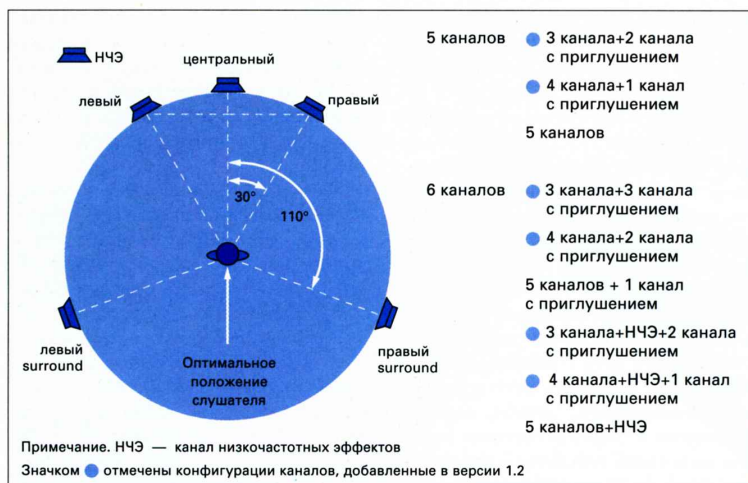 НЧЭ
центральный
левый
правый
30°
110°
левый
surround
правый
surround
Оптимальное
положение
слушателя
5 каналов
3 канала+2 канала
с приглушением
4 канала+1 канал
с приглушением
5 каналов
6 каналов
3 канала+3 канала
с приглушением
4 канала+2 канала
с приглушением
5 каналов + 1 канал
с приглушением
3 канала+НЧЭ+2 канала
с приглушением
4 канала+НЧЭ+1 канал
с приглушением
5 каналов+НЧЭ
Примечание. НЧЭ — канал низкочастотных эффектов
Значком отмечены конфигурации каналов, добавленные в версии 1.2